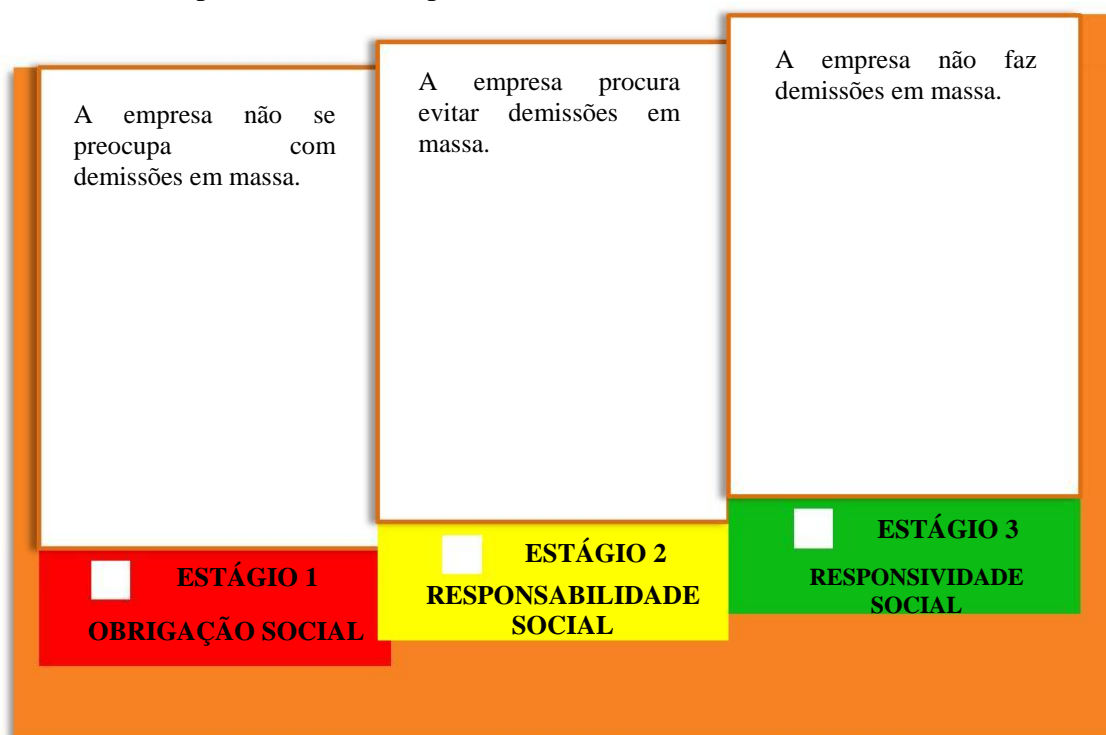 A empresa não se
preocupa com
demissões em massa.
ESTÁGIO 1
OBRIGAÇÃO SOCIAL
A empresa procura
evitar demissões em
massa.
ESTÁGIO 2
RESPONSABILIDADE
SOCIAL
A empresa não faz
demissões em massa.
ESTÁGIO 3
RESPONSIVIDADE
SOCIAL